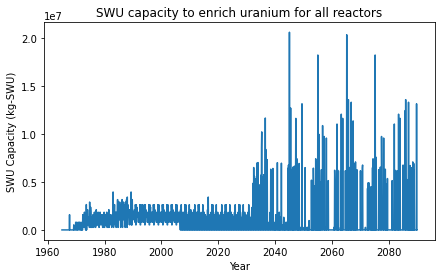 SWU capacity to enrich uranium for all reactors
1e7
2.0
1.5
1.0
0.5
0.0
SWU Capacity (kg-SWU)
1960 1980 2000 2020 2040 2060 2080
Year